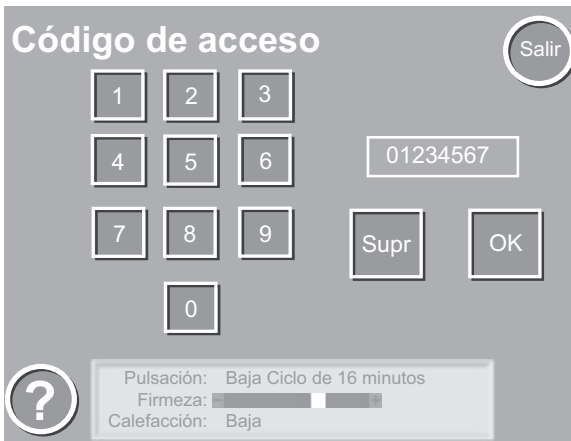 Código de acceso
Salir
1 2 3
4 5 6
01234567
7 8 9
Supr OK
0
?
Pulsación: Baja Ciclo de 16 minutos
Firmeza: - +
Calefacción: Baja